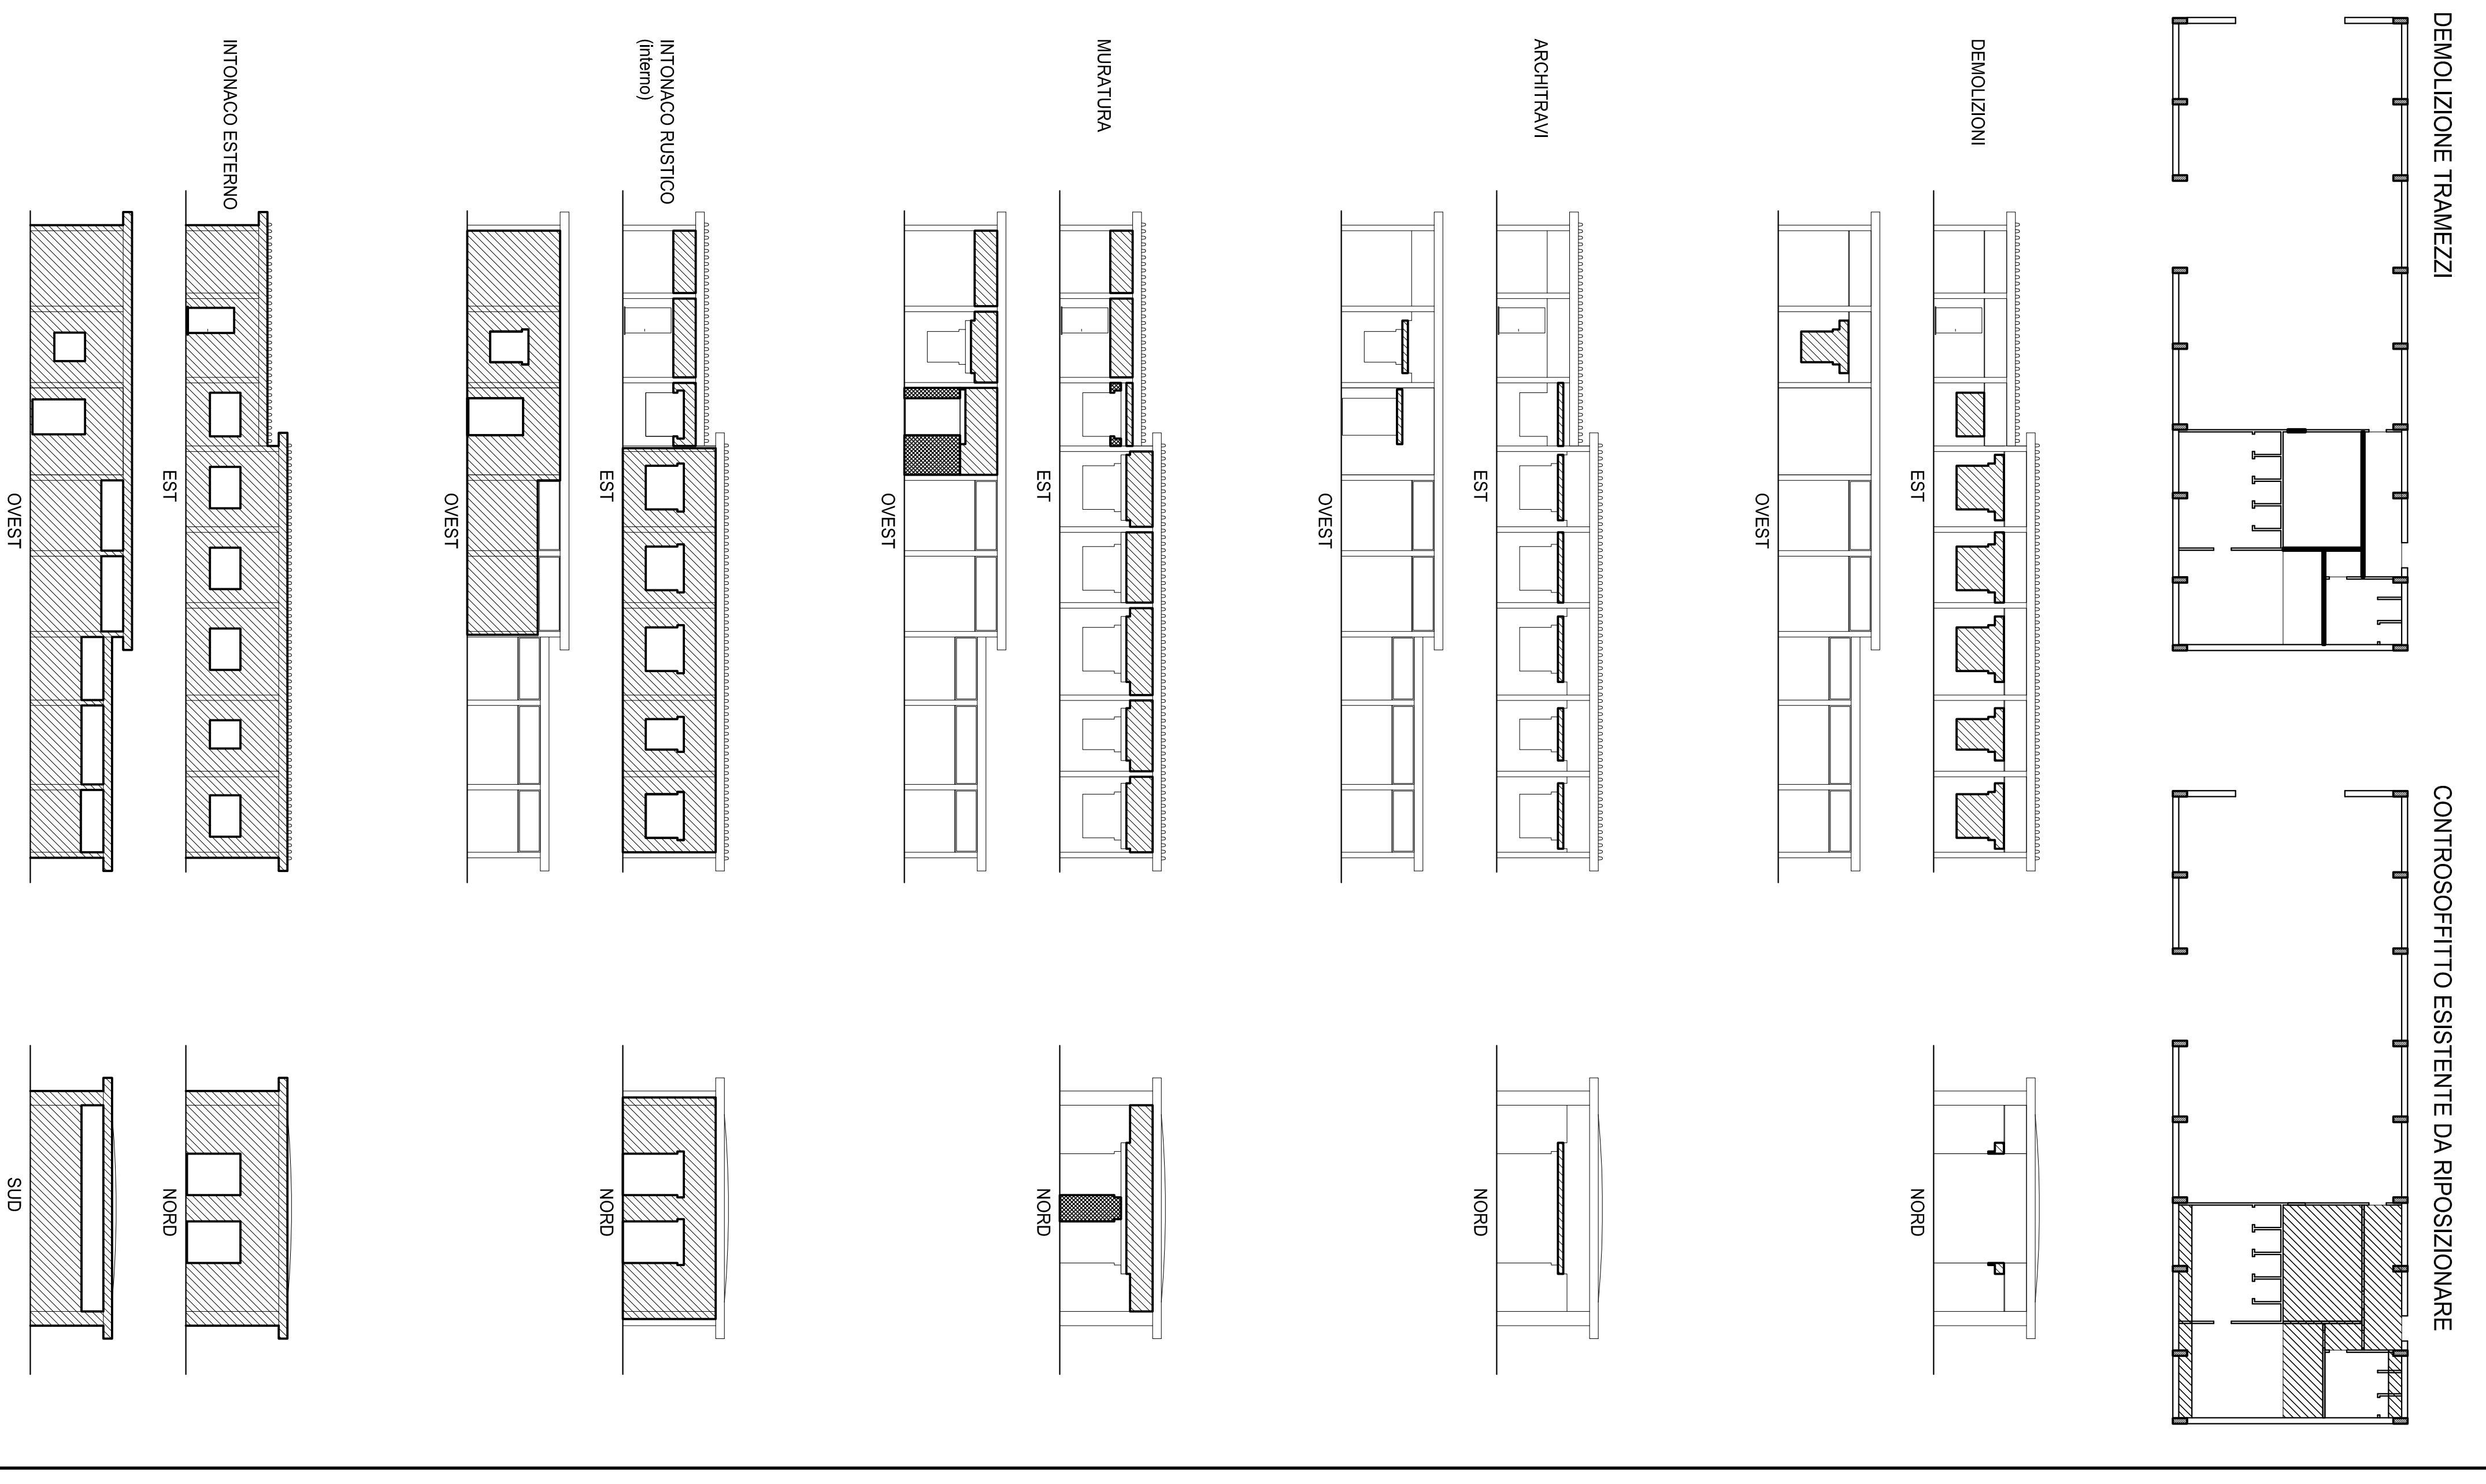 DEMOLIZIONE TRAMEZZI
CONTROSOFFITTO ESISTENTE DA RIPOSIZIONARE
DEMOLIZIONI
EST
NORD
OVEST
ARCHITRAVI
EST
NORD
OVEST
MURATURA
EST
NORD
OVEST
INTONACO RUSTICO
(interno)
EST
NORD
OVEST
INTONACO ESTERNO
EST
NORD
OVEST
SUD